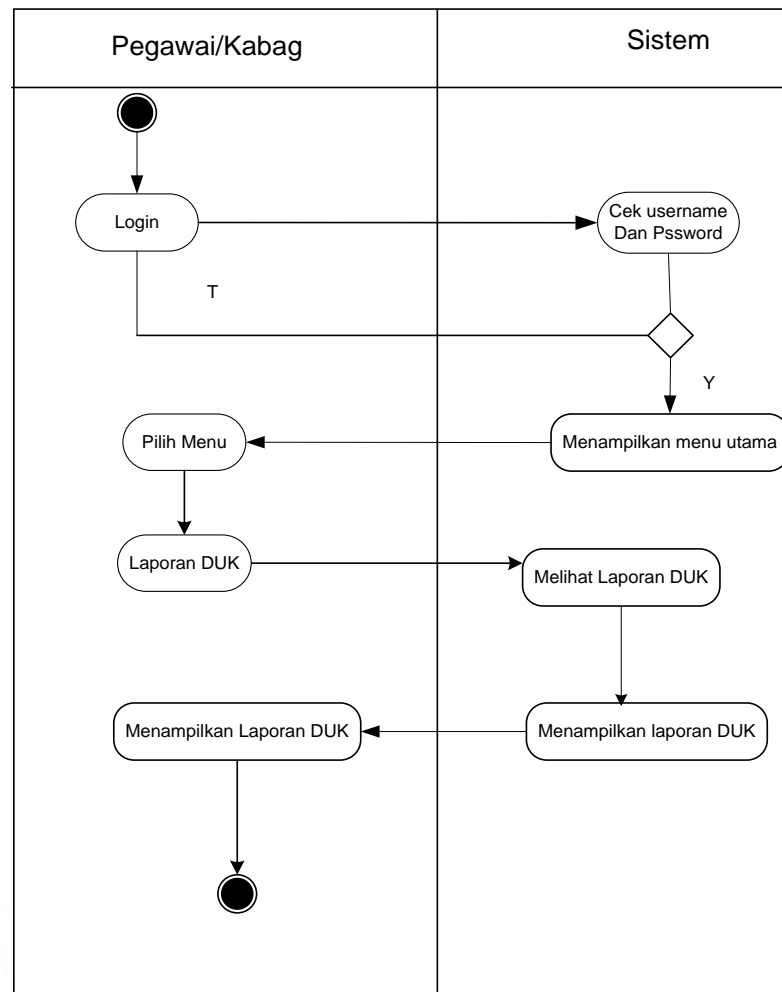 Pegawai/Kabag
Sistem
Login
Cek username
Dan Pssword
T
Y
Pilih Menu
Menampilkan menu utama
Laporan DUK
Melihat Laporan DUK
Menampilkan Laporan DUK
Menampilkan laporan DUK